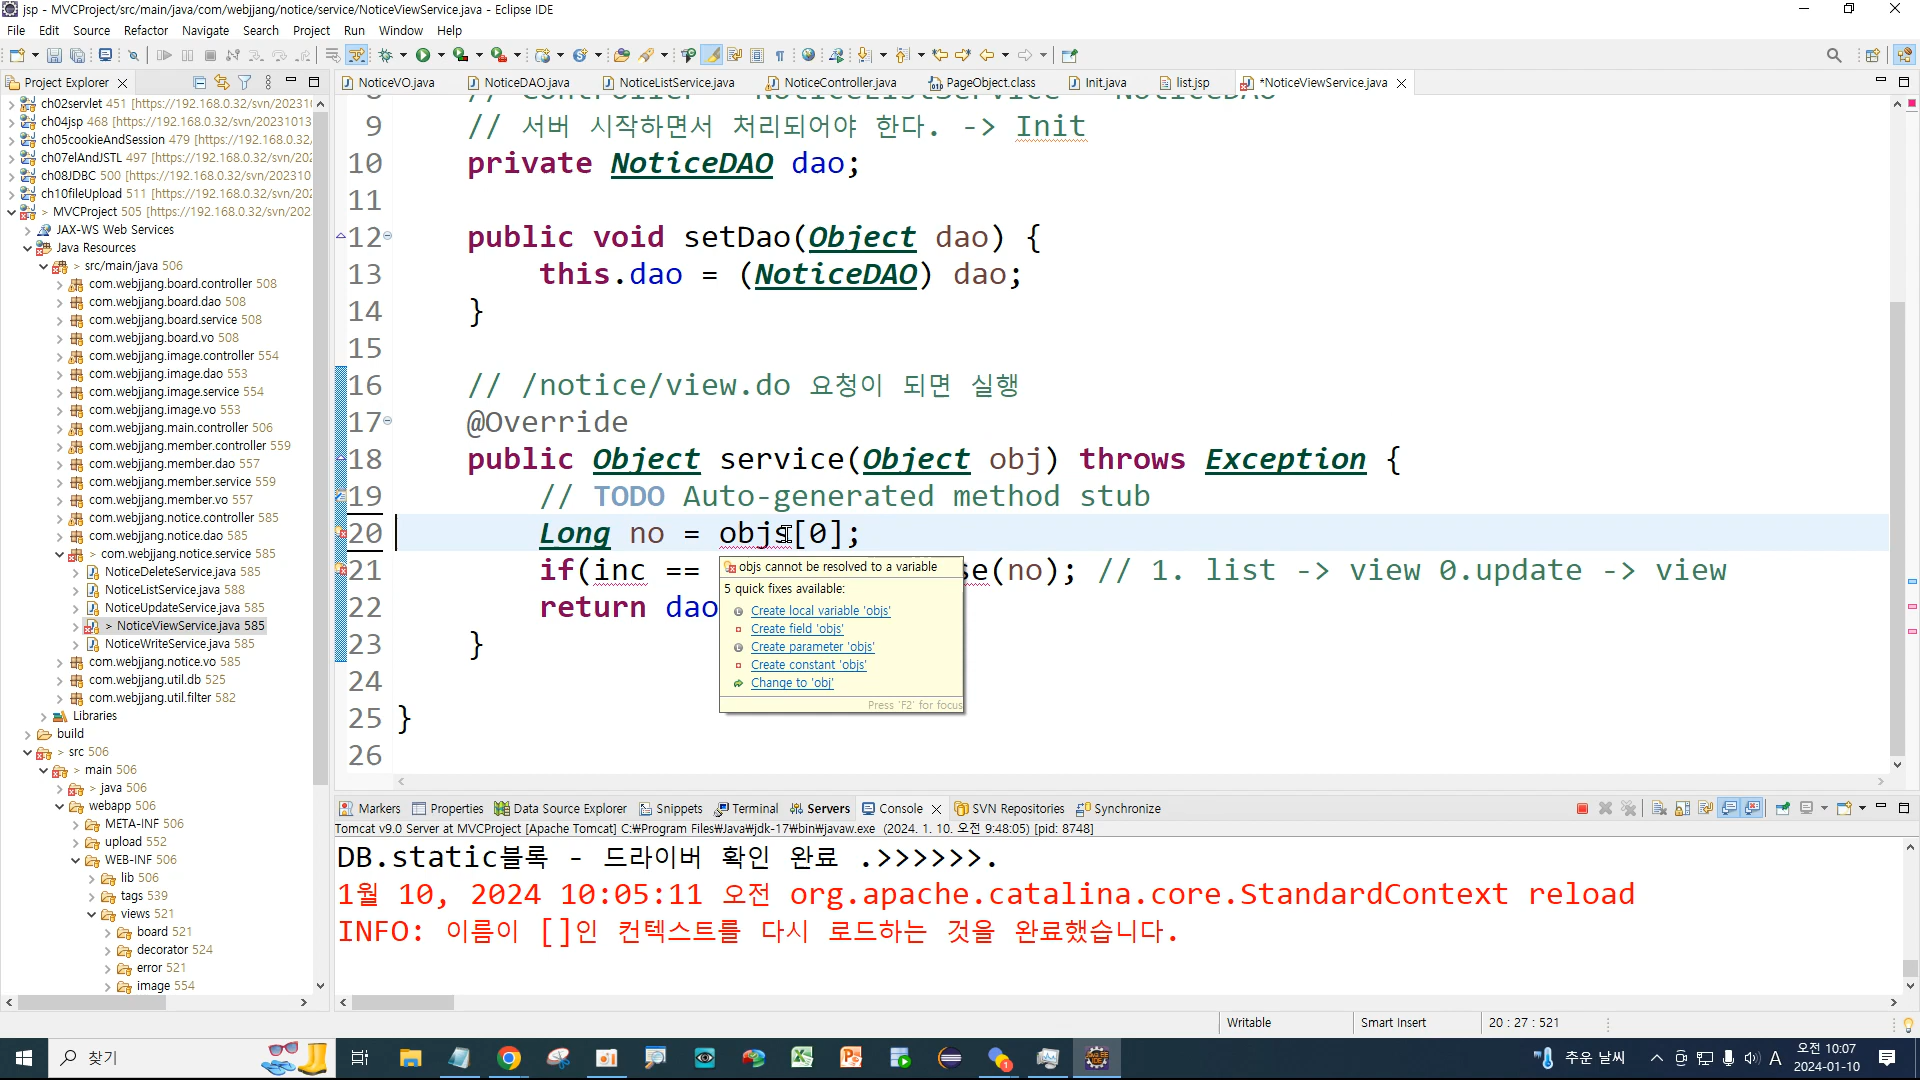 jsp - MVCProject/src/main/java/com/webjjang/notice/service/NoticeViewService.java - Eclipse IDE
File Edit Source Refactor Navigate Search Project Run Window Help
Project Explorer
NoticeVO.java NoticeDAO.java NoticeListService.java NoticeController.java PageObject.class Init.java list.jsp *NoticeViewService.java
ch02servlet 451 [https://192.168.0.32/svn/202310
ch04jsp 468 [https://192.168.0.32/svn/20231013
ch05cookieAndSession 479 [https://192.168.0.32/
ch07elAndJSTL 497 [https://192.168.0.32/svn/202
ch08JDBC 500 [https://192.168.0.32/svn/202310
ch10fileUpload 511 [https://192.168.0.32/svn/202
> MVCProject 505 [https://192.168.0.32/svn/202
JAX-WS Web Services
Java Resources
> src/main/java 506
com.webjjang.board.controller 508
com.webjjang.board.dao 508
com.webjjang.board.service 508
com.webjjang.board.vo 508
com.webjjang.image.controller 554
com.webjjang.image.dao 553
com.webjjang.image.service 554
com.webjjang.image.vo 553
com.webjjang.main.controller 506
com.webjjang.member.controller 559
com.webjjang.member.dao 557
com.webjjang.member.service 559
com.webjjang.member.vo 557
com.webjjang.notice.controller 585
com.webjjang.notice.dao 585
> com.webjjang.notice.service 585
NoticeDeleteService.java 585
NoticeListService.java 588
NoticeUpdateService.java 585
> NoticeViewService.java 585
NoticeWriteService.java 585
com.webjjang.notice.vo 585
com.webjjang.util.db 525
com.webjjang.util.filter 582
Libraries
build
> src 506
> main 506
> java 506
webapp 506
META-INF 506
upload 552
WEB-INF 506
lib 506
tags 539
views 521
board 521
decorator 524
error 521
image 554
8 // Controller - NoticeListService - NoticeDAO
9 // 서버 시작하면서 처리되어야 한다. -> Init
10 private NoticeDAO dao;
11
12 public void setDao(Object dao) {
13 this.dao = (NoticeDAO) dao;
14 }
15
16 // /notice/view.do 요청이 되면 실행
17 @Override
18 public Object service(Object obj) throws Exception {
19 // TODO Auto-generated method stub
20 Long no = objs[0];
21 if(inc == se(no); // 1. list -> view 0.update -> view
22 return dao
23 }
24
25 }
26
objs cannot be resolved to a variable
5 quick fixes available:
Create local variable 'objs'
Create field 'objs'
Create parameter 'objs'
Create constant 'objs'
Change to 'obj'
Press 'F2' for focus
Markers Properties Data Source Explorer Snippets Terminal Servers Console SVN Repositories Synchronize
Tomcat v9.0 Server at MVCProject [Apache Tomcat] C:₩Program Files₩Java₩jdk-17₩bin₩javaw.exe (2024. 1. 10. 오전 9:48:05) [pid: 8748]
DB.static블록 - 드라이버 확인 완료 .>>>>>>.
1월 10, 2024 10:05:11 오전 org.apache.catalina.core.StandardContext reload
INFO: 이름이 []인 컨텍스트를 다시 로드하는 것을 완료했습니다.
Writable Smart Insert 20 : 27 : 521
찾기
추운 날씨
A
오전 10:07
2024-01-10